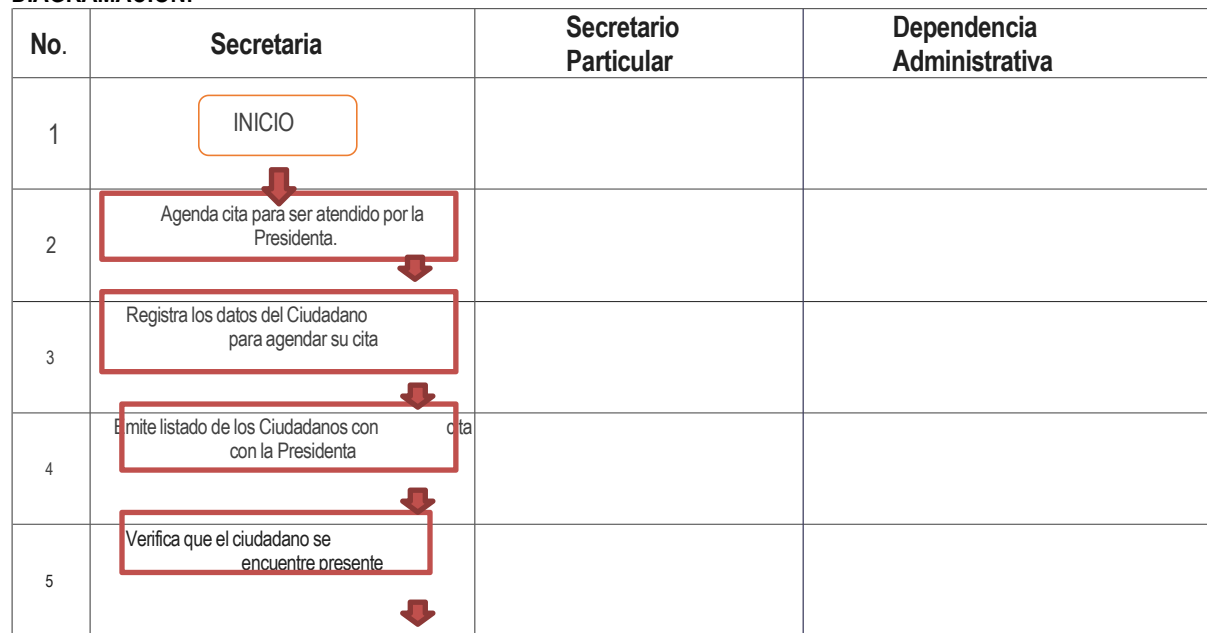 DIAGRAMACIÓN:
No. Secretaria Secretario Particular Dependencia Administrativa
1 INICIO
2 Agenda cita para ser atendido por la
Presidenta.
3 Registra los datos del Ciudadano
para agendar su cita
4 Emite listado de los Ciudadanos con cita
con la Presidenta
5 Verifica que el ciudadano se
encuentre presente